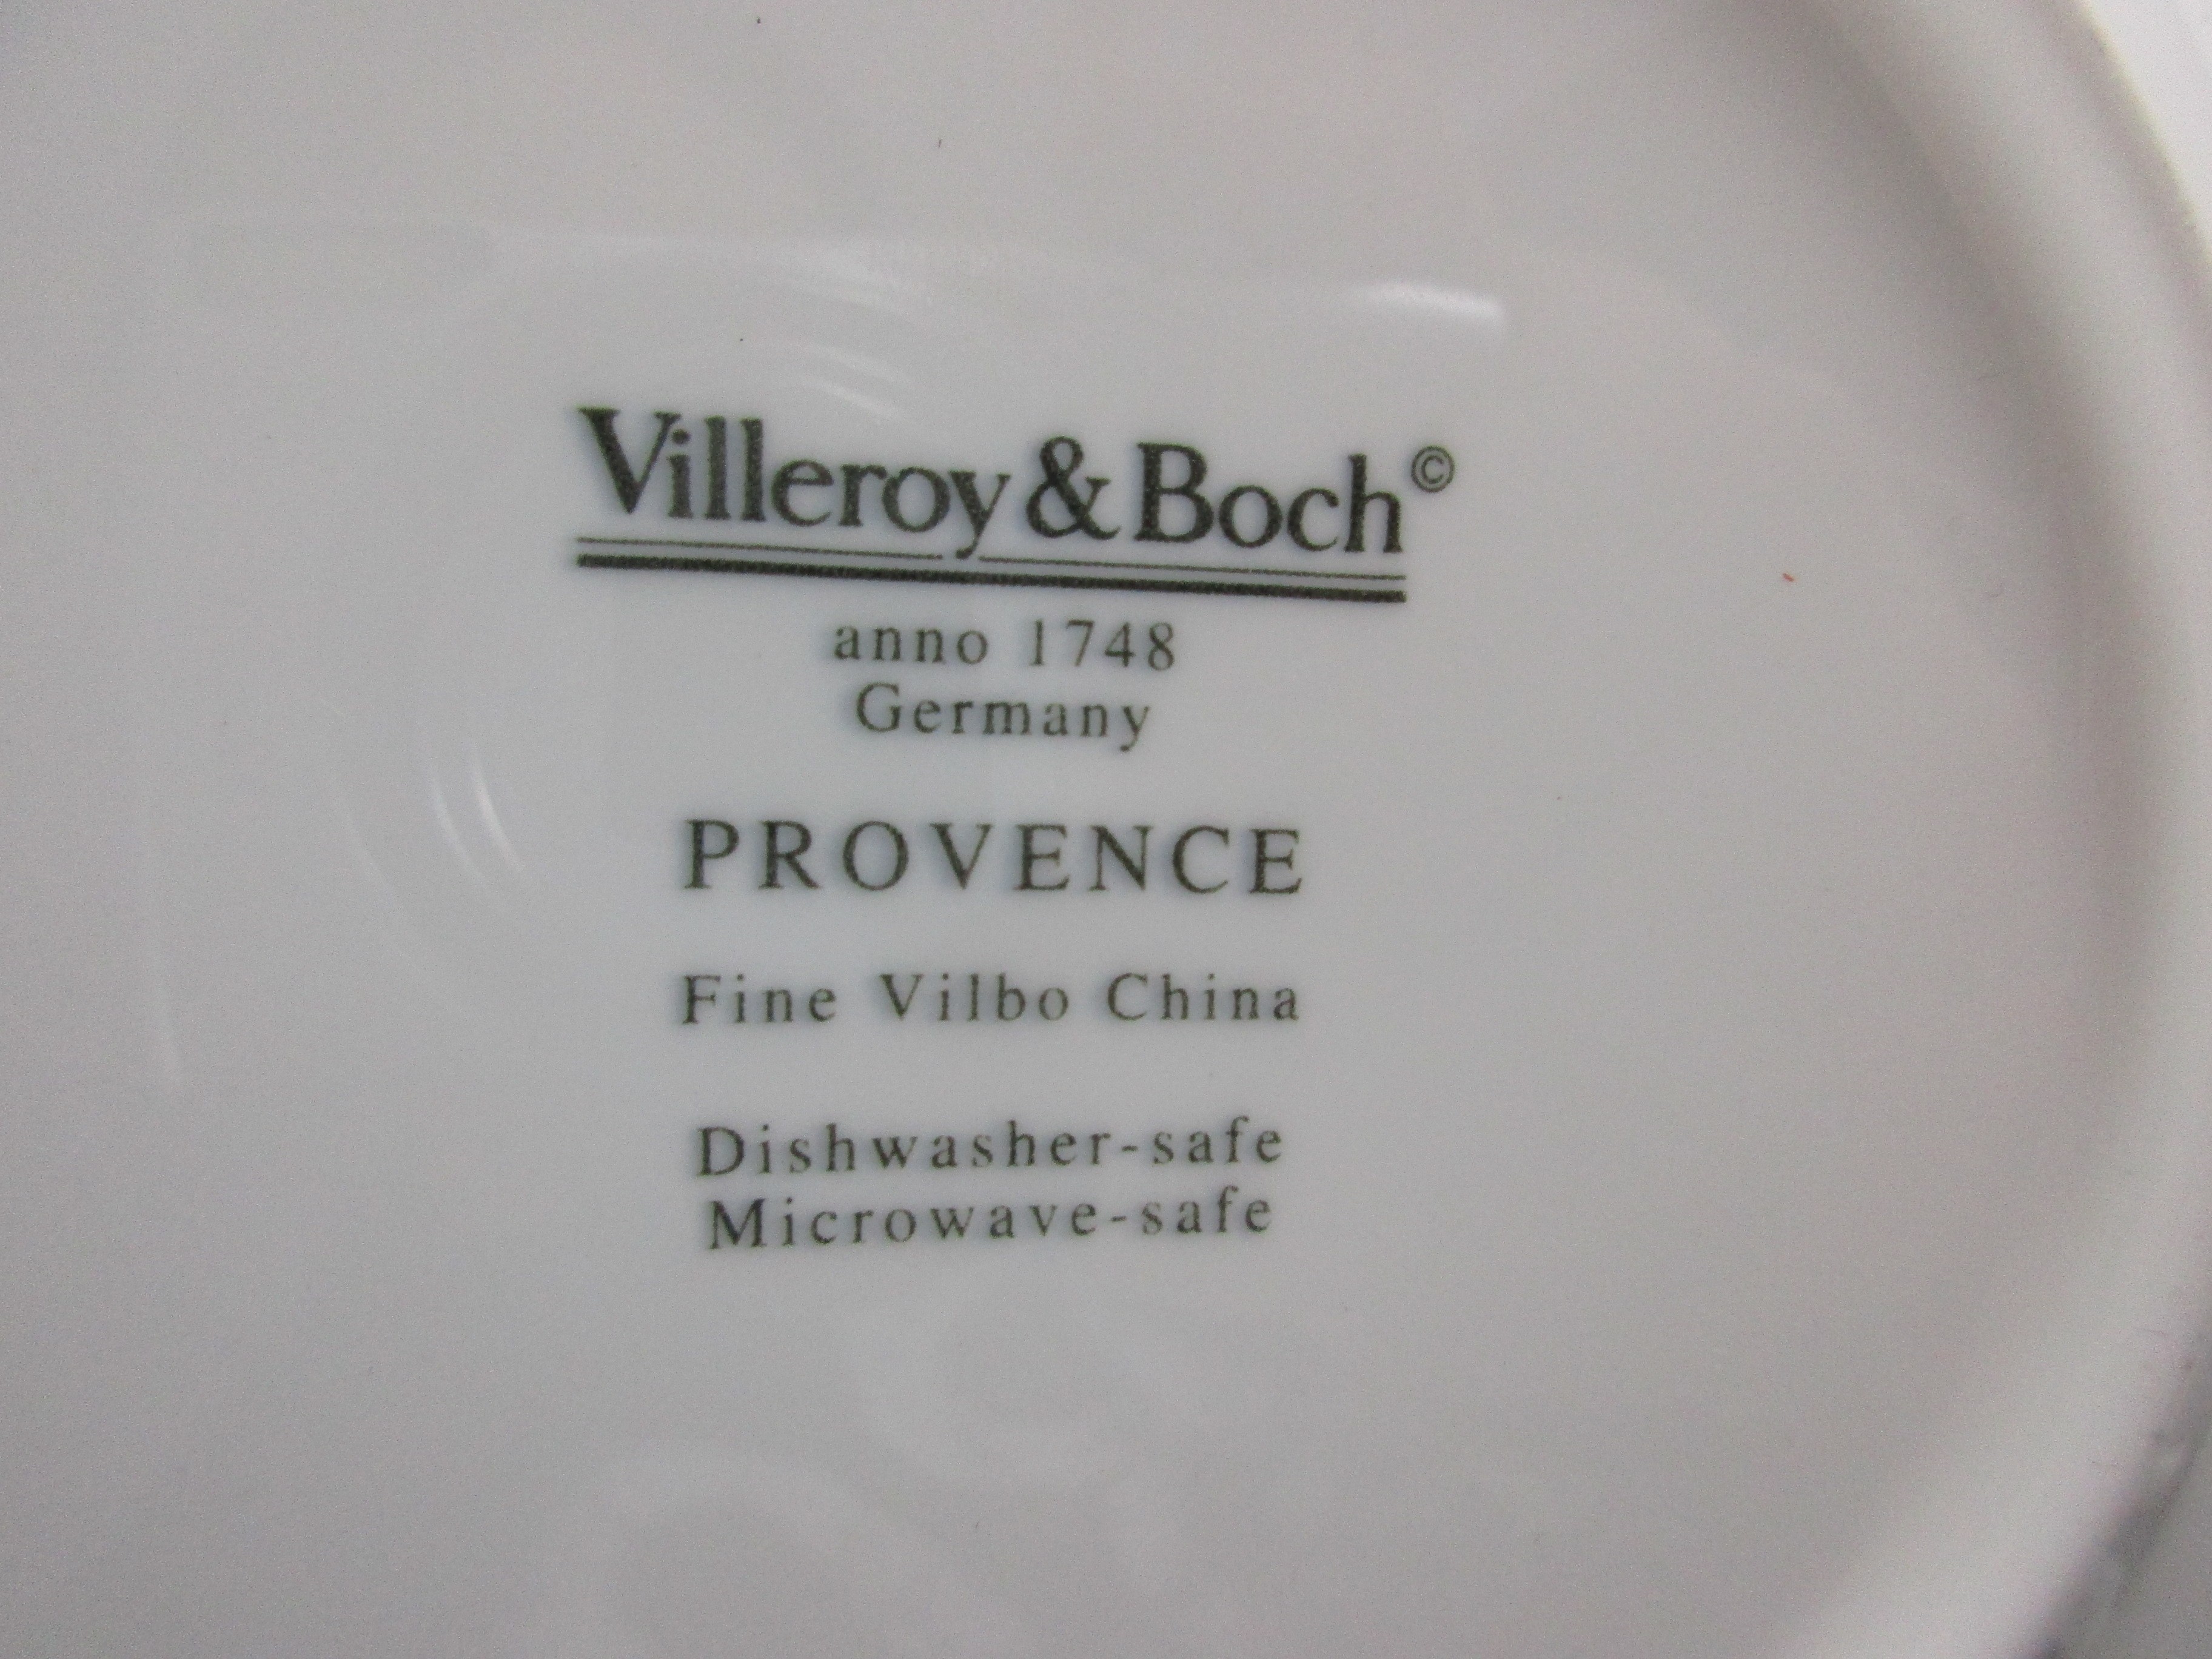 Villeroy & Boch©
anno 1748
Germany
PROVENCE
Fine Vilbo China
Dishwasher-safe
Microwave-safe